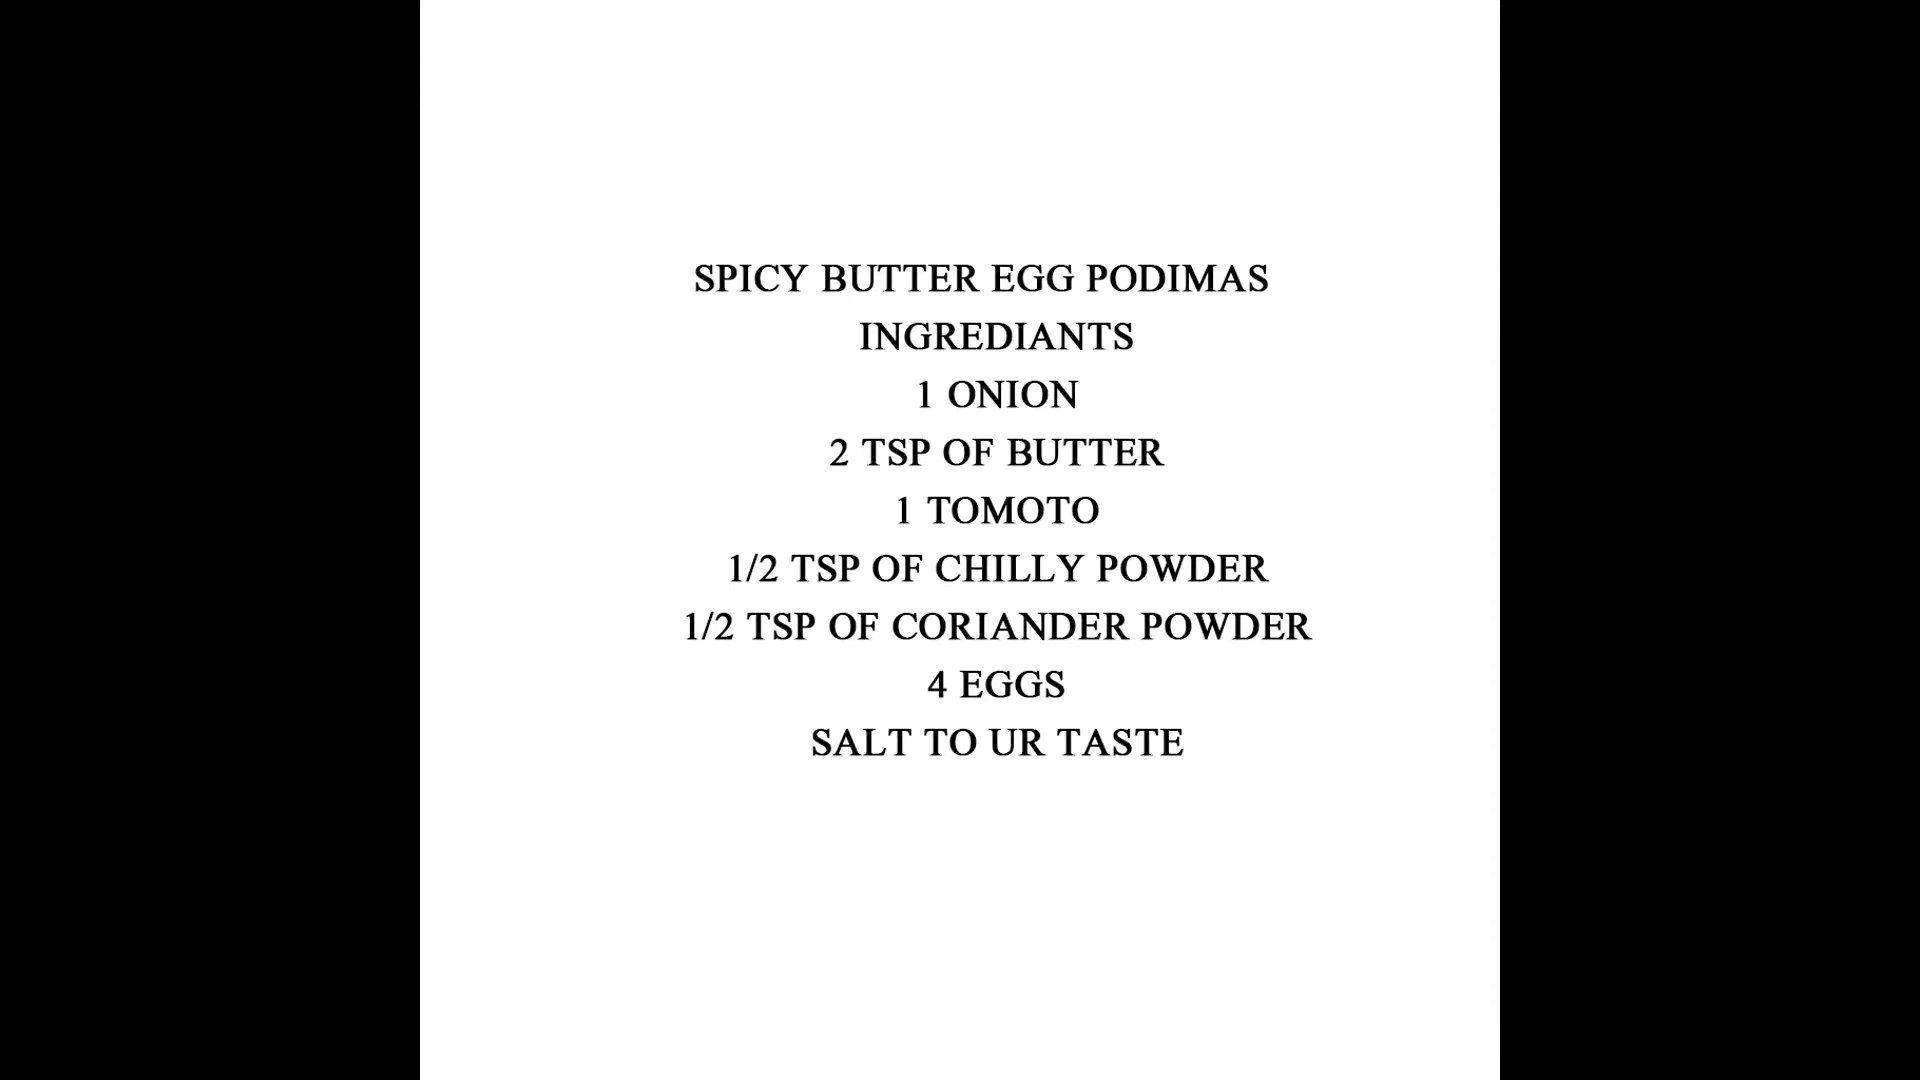 SPICY BUTTER EGG PODIMAS
INGREDIANTS
1 ONION
2 TSP OF BUTTER
1 TOMOTO
1/2 TSP OF CHILLY POWDER
1/2 TSP OF CORIANDER POWDER
4 EGGS
SALT TO UR TASTE